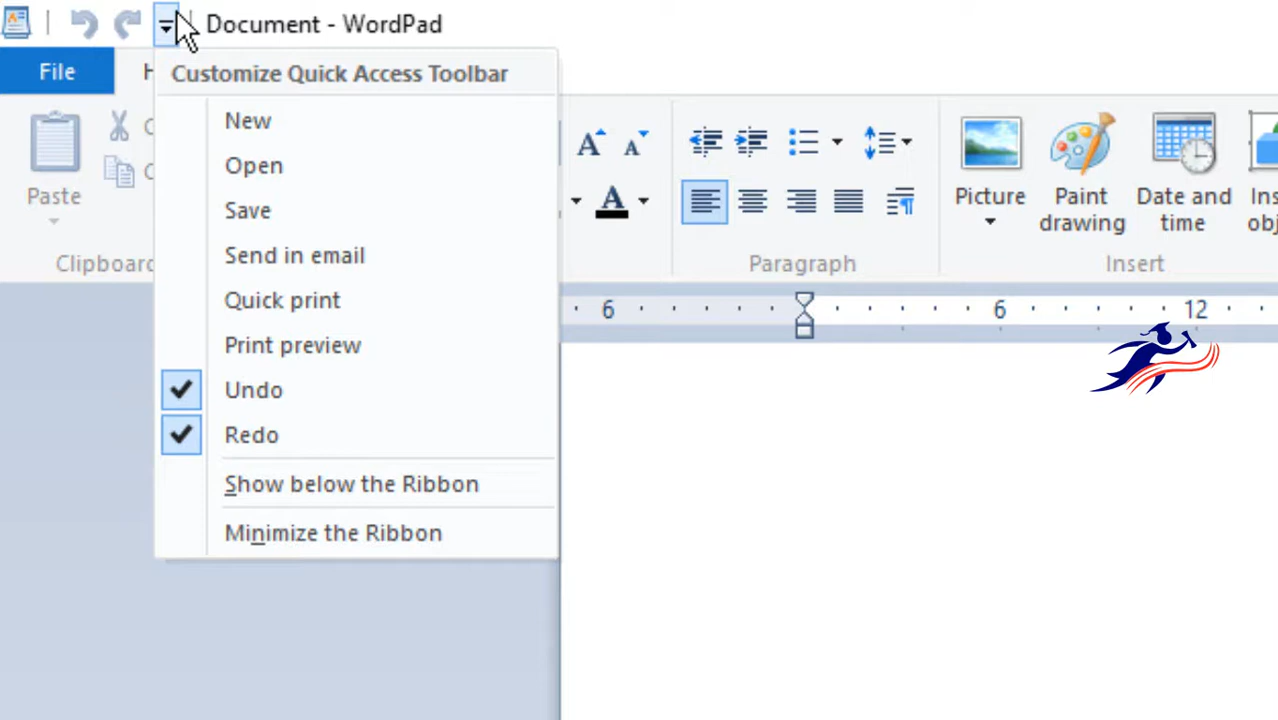 Document - WordPad
File
H
Customize Quick Access Toolbar
New
Open
Save
Send in email
Quick print
Print preview
Undo
Redo
Show below the Ribbon
Minimize the Ribbon
Paste
C
C
Clipboard
A A
A
Paragraph
Picture
Paint
drawing
Date and
time
Ins
obj
Insert
6 6 12